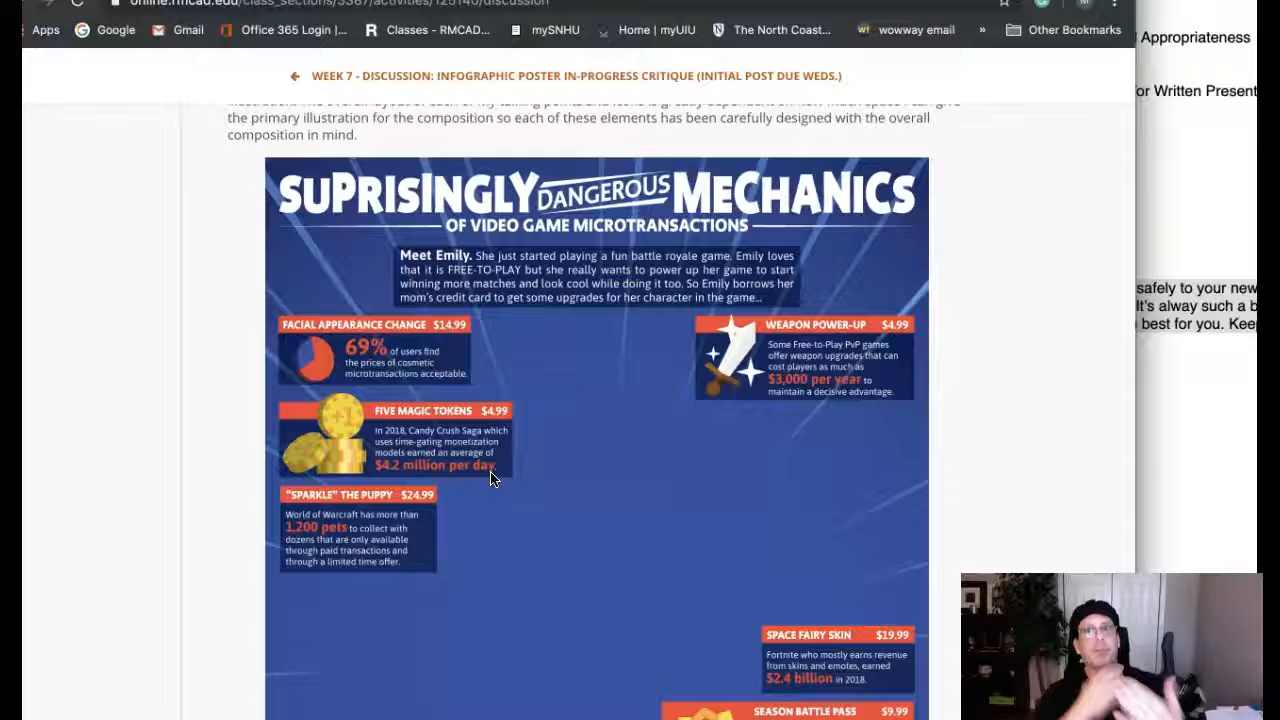 online.rmcad.edu/class_sections/3367/activities/125140/discussion
Apps Google Gmail Office 365 Login |... Classes - RMCAD... mySNHU Home | myUIU The North Coast... wowway email » Other Bookmarks
Appropriateness
WEEK 7 - DISCUSSION: INFOGRAPHIC POSTER IN-PROGRESS CRITIQUE (INITIAL POST DUE WEDS.)
or Written Present
the primary illustration for the composition so each of these elements has been carefully designed with the overall
composition in mind.
SUPRISINGLY DANGEROUS MECHANICS
OF VIDEO GAME MICROTRANSACTIONS
Meet Emily. She just started playing a fun battle royale game. Emily loves
that it is FREE-TO-PLAY but she really wants to power up her game to start
winning more matches and look cool while doing it too. So Emily borrows her
mom's credit card to get some upgrades for her character in the game...
safely to your new
It's alway such a b
best for you. Keep
FACIAL APPEARANCE CHANGE $14.99
69% of users find
the prices of cosmetic
microtransactions acceptable.
WEAPON POWER-UP $4.99
Some Free-to-Play PvP games
offer weapon upgrades that can
cost players as much as
$3,000 per year to
maintain a decisive advantage.
FIVE MAGIC TOKENS $4.99
+1
In 2018, Candy Crush Saga which
uses time-gating monetization
models earned an average of
$4.2 million per day.
"SPARKLE" THE PUPPY $24.99
World of Warcraft has more than
1,200 pets to collect with
dozens that are only available
through paid transactions and
through a limited time offer.
SPACE FAIRY SKIN $19.99
Fortnite who mostly earns revenue
from skins and emotes, earned
$2.4 billion in 2018.
SEASON BATTLE PASS $9.99